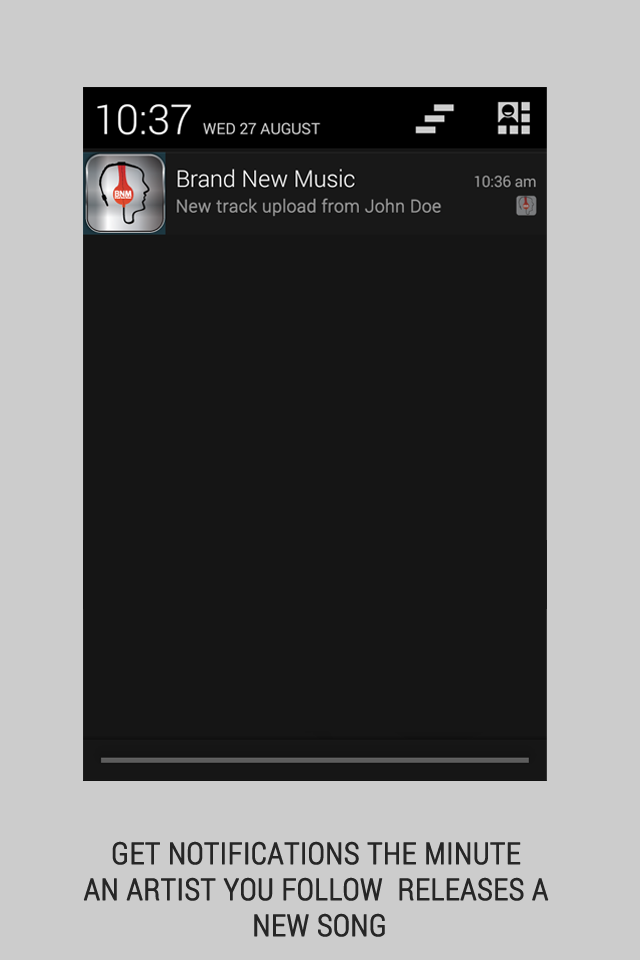 10:37 WED 27 AUGUST
BNM
Brand New Music 10:36 am
New track upload from John Doe
GET NOTIFICATIONS THE MINUTE
AN ARTIST YOU FOLLOW RELEASES A
NEW SONG